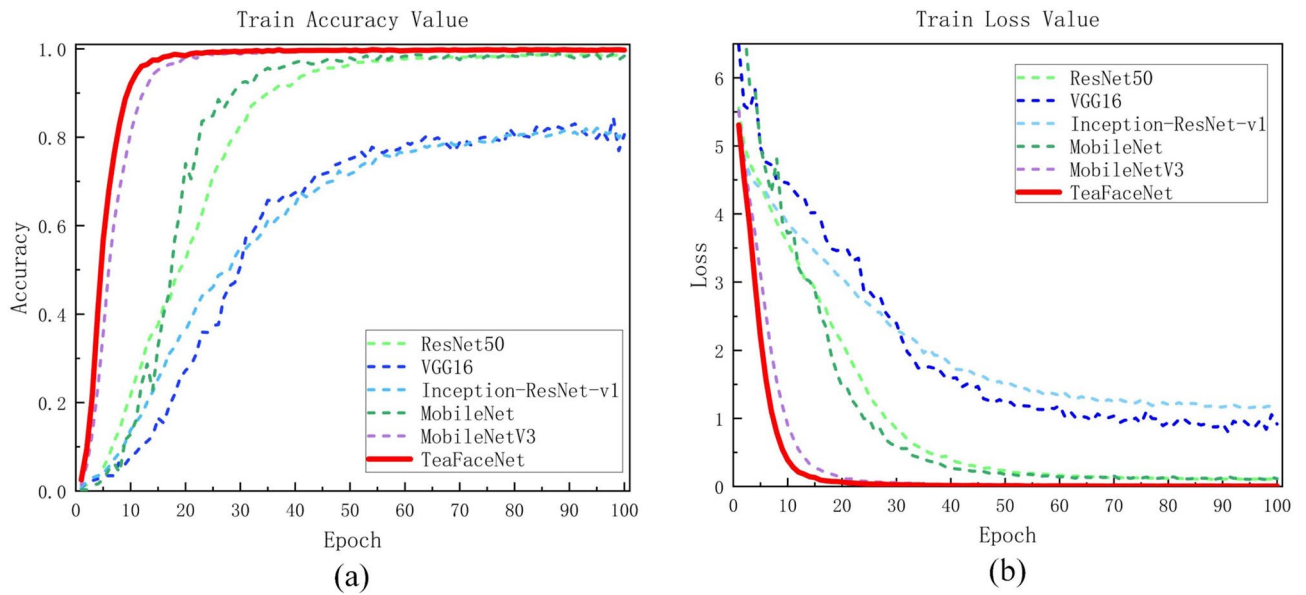 Train Accuracy Value
1.0
0.8
0.6
0.4
0.2
0.0
Accuracy
0 10 20 30 40 50 60 70 80 90 100
Epoch
ResNet50
VGG16
Inception-ResNet-v1
MobileNet
MobileNetV3
TeaFaceNet
(a)
Train Loss Value
6
5
4
3
2
1
0
Loss
0 10 20 30 40 50 60 70 80 90 100
Epoch
ResNet50
VGG16
Inception-ResNet-v1
MobileNet
MobileNetV3
TeaFaceNet
(b)